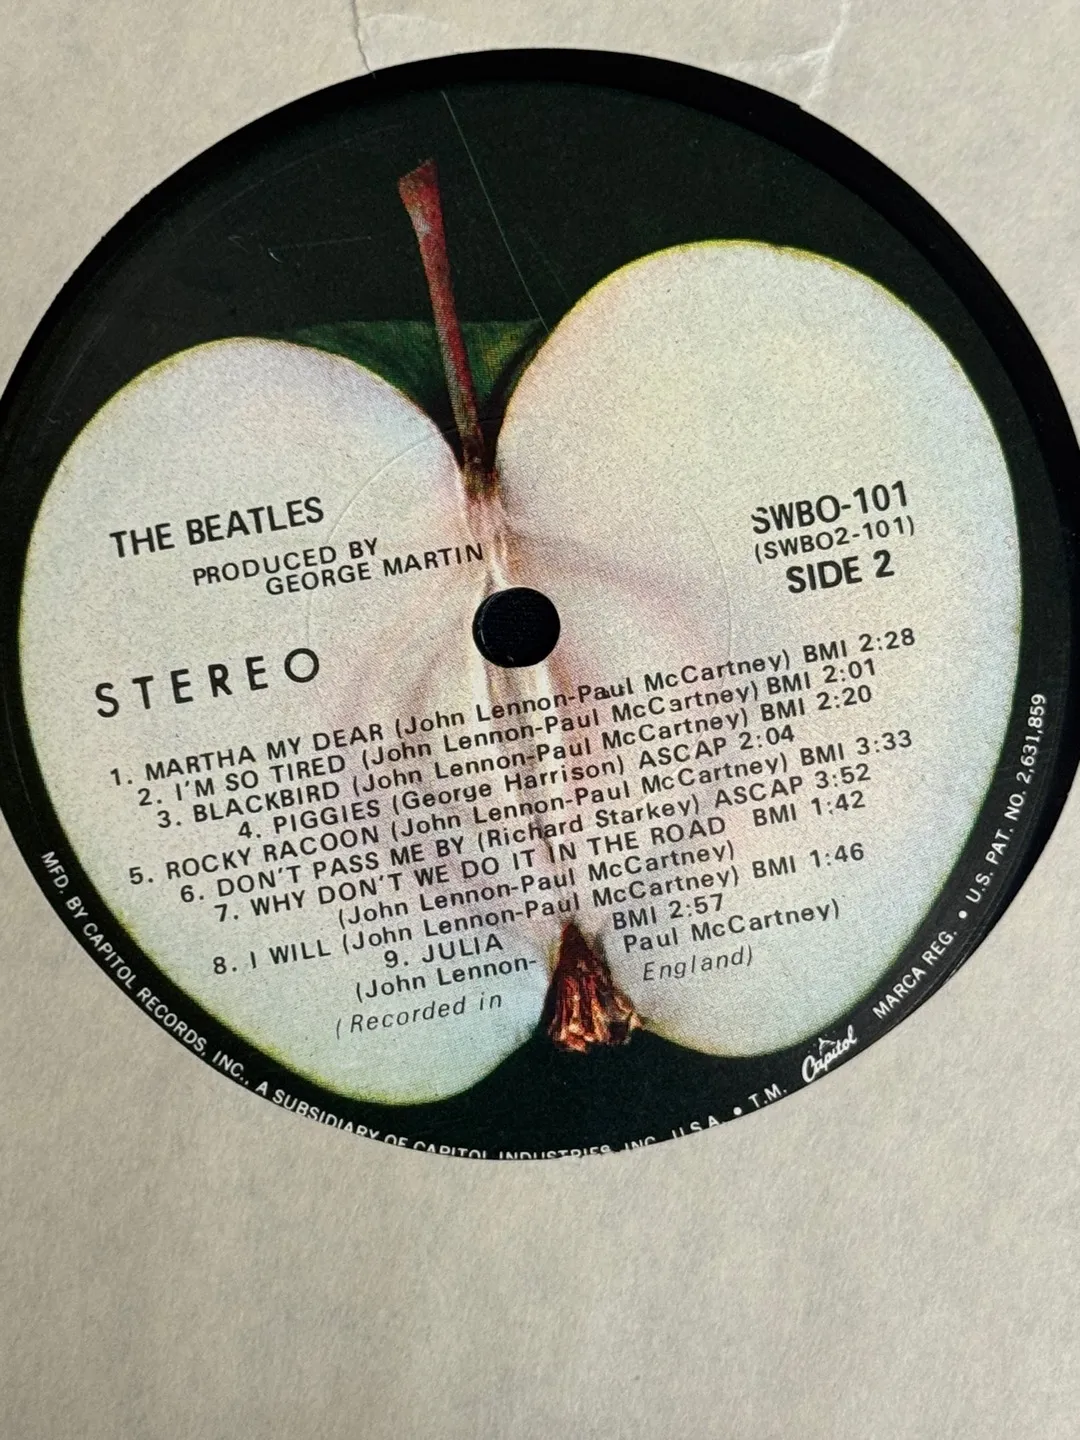 THE BEATLES
PRODUCED BY
GEORGE MARTIN
STEREO
SWBO-101
(SWBO2-101)
SIDE 2
1. MARTHA MY DEAR (John Lennon-Paul McCartney) BMI 2:28
2. I'M SO TIRED (John Lennon-Paul McCartney) BMI 2:01
3. BLACKBIRD (John Lennon-Paul McCartney) BMI 2:20
4. PIGGIES (George Harrison) ASCAP 2:04
5. ROCKY RACOON (John Lennon-Paul McCartney) BMI 3:33
6. DON'T PASS ME BY (Richard Starkey) ASCAP 3:52
7. WHY DON'T WE DO IT IN THE ROAD BMI 1:42
(John Lennon-Paul McCartney)
8. I WILL (John Lennon-Paul McCartney) BMI 1:46
9. JULIA BMI 2:57
(John Lennon- Paul McCartney)
(Recorded in England)
MFD. BY CAPITOL RECORDS, INC., A SUBSIDIARY OF CAPITOL INDUSTRIES, INC. U.S.A. • T.M. Capitol MARCA REG. • U.S. PAT. NO. 2,631,859